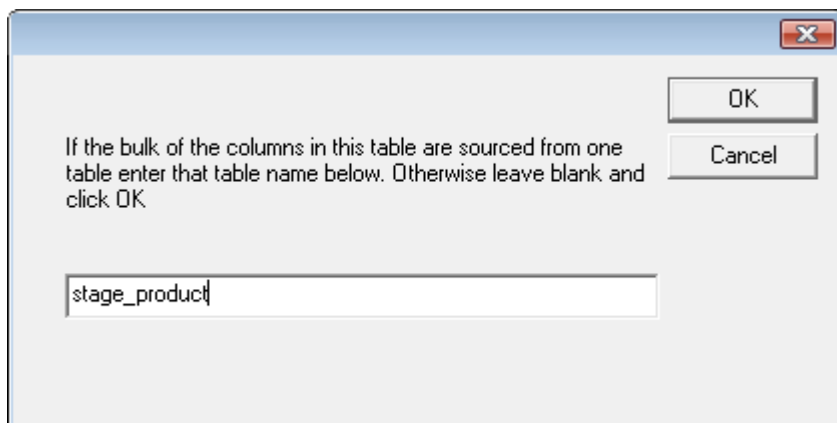 OK
If the bulk of the columns in this table are sourced from one
table enter that table name below. Otherwise leave blank and
click OK
Cancel
stage_product